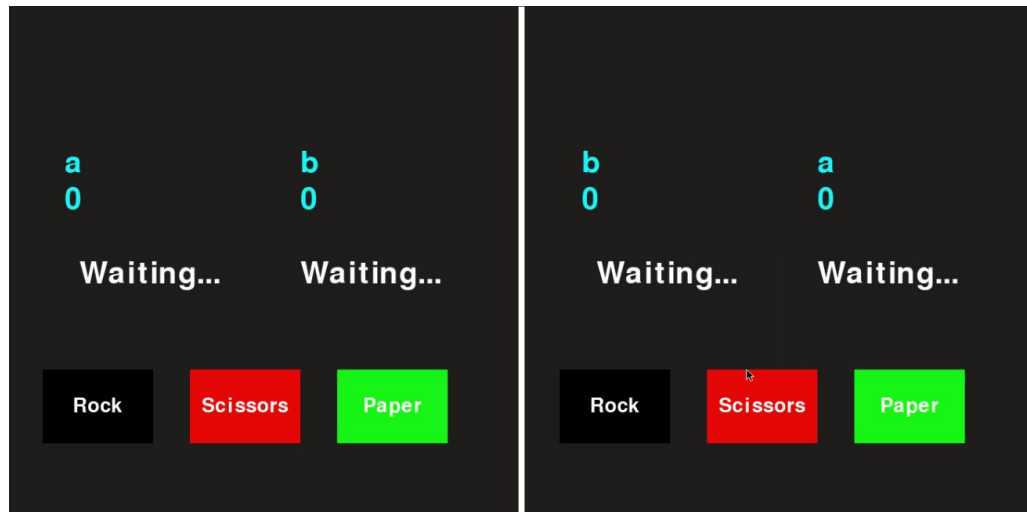 a b
0 0
Waiting... Waiting...
Rock Scissors Paper
b a
0 0
Waiting... Waiting...
Rock Scissors Paper